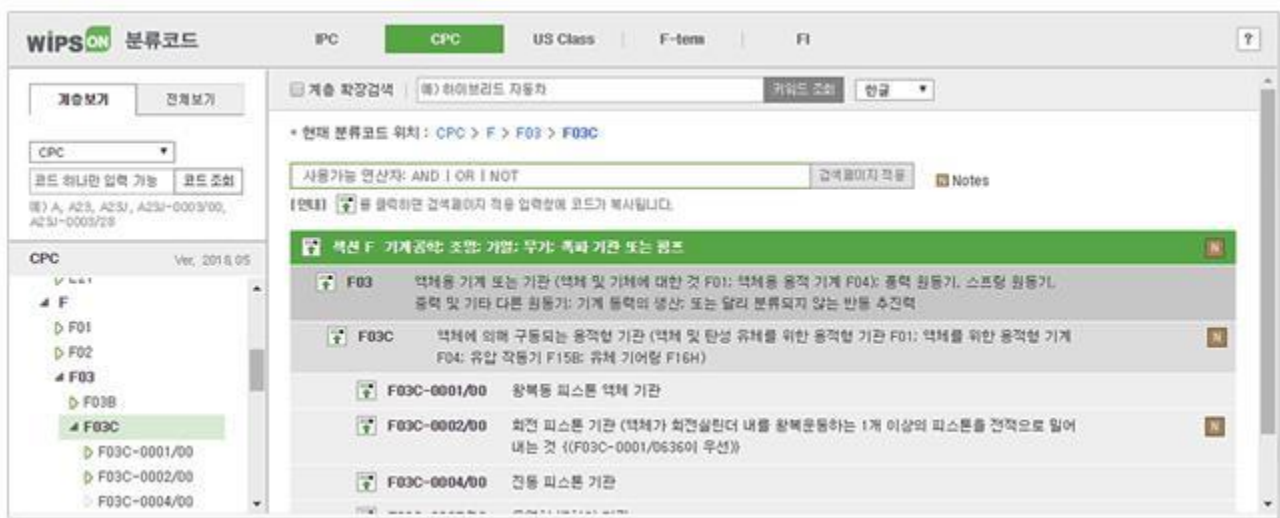 WIPS ON 분류코드
IPC CPC US Class F-term FI ?
계층보기 전체보기
계층 확장검색 예) 하이브리드 자동차 키워드 조회 한글
• 현재 분류코드 위치 : CPC > F > F03 > F03C
CPC
코드 하나만 입력 가능 코드 조회
예) A, A23, A23J, A23J-0003/00,
A23J-0003/28
사용가능 연산자: AND | OR | NOT 검색페이지 적용 N Notes
[안내] 를 클릭하면 검색페이지 적용 입력창에 코드가 복사됩니다.
CPC Ver, 2018,05
F
F01
F02
F03
F03B
F03C
F03C-0001/00
F03C-0002/00
F03C-0004/00
섹션 F 기계공학; 조명; 가열; 무기; 폭파 기관 또는 펌프 N
F03 액체용 기계 또는 기관 (액체 및 기체에 대한 것 F01; 액체용 용적 기계 F04); 풍력 원동기, 스프링 원동기,
중력 및 기타 다른 원동기; 기계 동력의 생산; 또는 달리 분류되지 않는 반동 추진력
F03C 액체에 의해 구동되는 용적형 기관 (액체 및 탄성 유체를 위한 용적형 기관 F01; 액체를 위한 용적형 기계 N
F04; 유압 작동기 F15B; 유체 기어링 F16H)
F03C-0001/00 왕복동 피스톤 액체 기관
F03C-0002/00 회전 피스톤 기관 (액체가 회전실린더 내를 왕복운동하는 1개 이상의 피스톤을 전적으로 밀어 N
내는 것 {(F03C-0001/0636이 우선)}
F03C-0004/00 진동 피스톤 기관